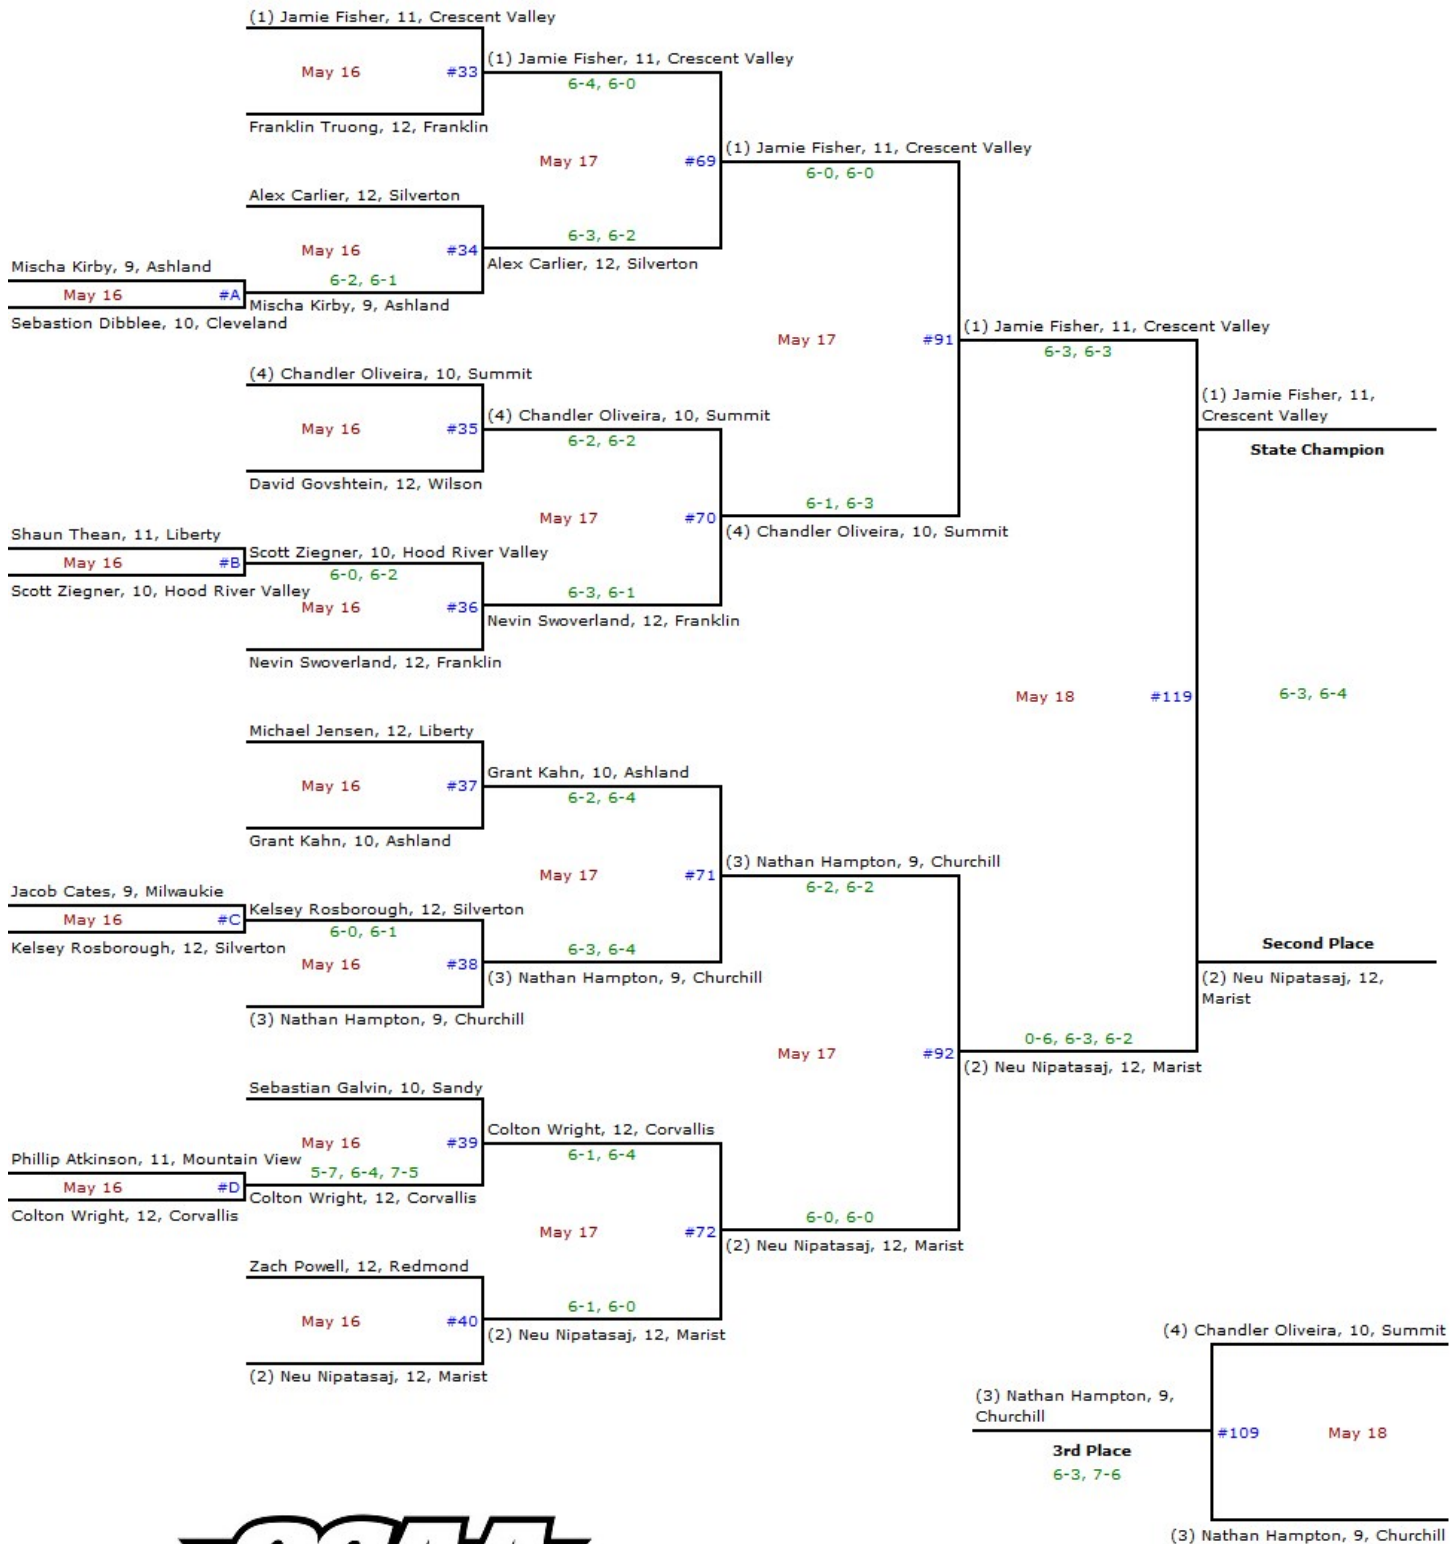 (1) Jamie Fisher, 11, Crescent Valley
May 16 #33
(1) Jamie Fisher, 11, Crescent Valley
6-4, 6-0
Franklin Truong, 12, Franklin
May 17 #69
(1) Jamie Fisher, 11, Crescent Valley
6-0, 6-0
Alex Carlier, 12, Silverton
May 16 #34
6-3, 6-2
Alex Carlier, 12, Silverton
Mischa Kirby, 9, Ashland
May 16 #A
6-2, 6-1
Mischa Kirby, 9, Ashland
Sebastion Dibblee, 10, Cleveland
May 17 #91
(1) Jamie Fisher, 11, Crescent Valley
6-3, 6-3
(4) Chandler Oliveira, 10, Summit
May 16 #35
(4) Chandler Oliveira, 10, Summit
6-2, 6-2
(1) Jamie Fisher, 11,
Crescent Valley
State Champion
David Govshtein, 12, Wilson
May 17 #70
6-1, 6-3
(4) Chandler Oliveira, 10, Summit
Shaun Thean, 11, Liberty
May 16 #B
Scott Ziegner, 10, Hood River Valley
6-0, 6-2
Scott Ziegner, 10, Hood River Valley
May 16 #36
6-3, 6-1
Nevin Swoverland, 12, Franklin
Nevin Swoverland, 12, Franklin
May 18 #119
6-3, 6-4
Michael Jensen, 12, Liberty
May 16 #37
Grant Kahn, 10, Ashland
6-2, 6-4
Grant Kahn, 10, Ashland
May 17 #71
(3) Nathan Hampton, 9, Churchill
6-2, 6-2
Jacob Cates, 9, Milwaukie
May 16 #C
Kelsey Rosborough, 12, Silverton
6-0, 6-1
Kelsey Rosborough, 12, Silverton
May 16 #38
6-3, 6-4
(3) Nathan Hampton, 9, Churchill
(3) Nathan Hampton, 9, Churchill
Second Place
(2) Neu Nipatasaj, 12,
Marist
May 17 #92
0-6, 6-3, 6-2
(2) Neu Nipatasaj, 12, Marist
Sebastian Galvin, 10, Sandy
May 16 #39
Colton Wright, 12, Corvallis
6-1, 6-4
Phillip Atkinson, 11, Mountain View
May 16 #D
5-7, 6-4, 7-5
Colton Wright, 12, Corvallis
Colton Wright, 12, Corvallis
May 17 #72
6-0, 6-0
(2) Neu Nipatasaj, 12, Marist
Zach Powell, 12, Redmond
May 16 #40
6-1, 6-0
(2) Neu Nipatasaj, 12, Marist
(2) Neu Nipatasaj, 12, Marist
(4) Chandler Oliveira, 10, Summit
(3) Nathan Hampton, 9,
Churchill
#109 May 18
3rd Place
6-3, 7-6
(3) Nathan Hampton, 9, Churchill